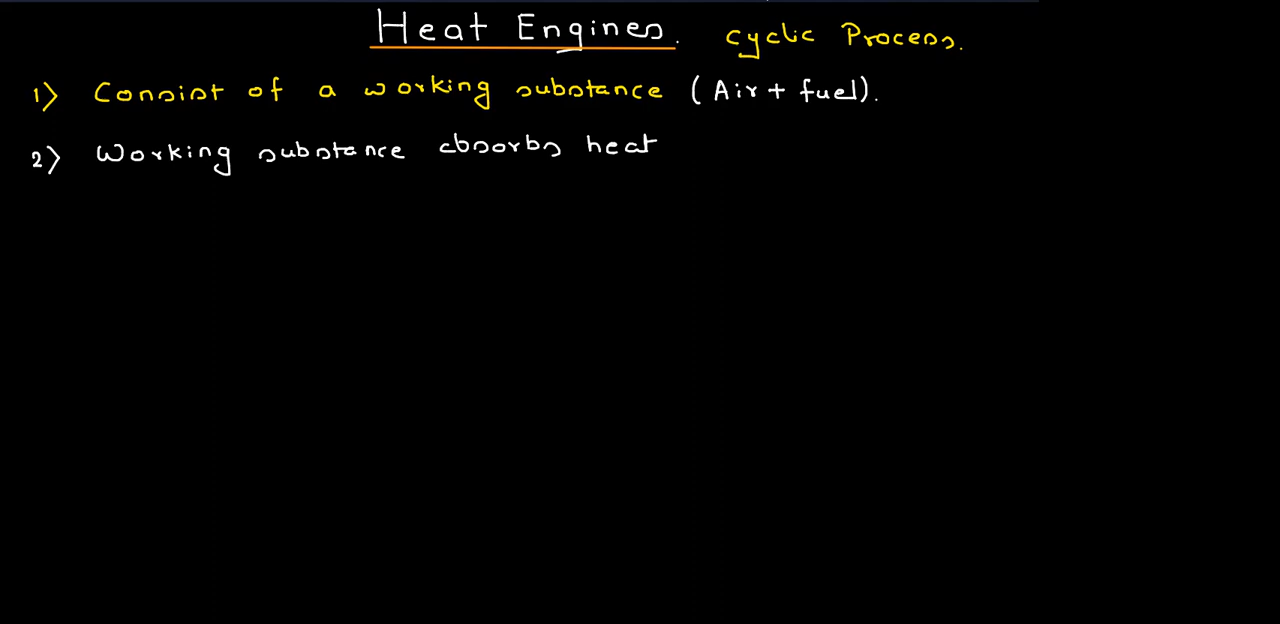 Heat Engines. Cyclic Process.
1) Consist of a working substance (Air + fuel).
2) Working substance absorbs heat